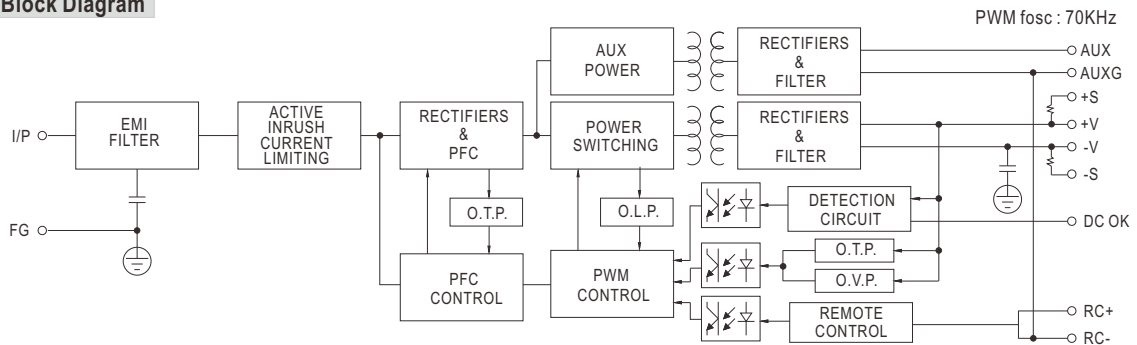 Block Diagram
PWM fosc : 70KHz
AUX
POWER
RECTIFIERS
&
FILTER
AUX
AUXG
I/P
EMI
FILTER
ACTIVE
INRUSH
CURRENT
LIMITING
RECTIFIERS
&
PFC
POWER
SWITCHING
RECTIFIERS
&
FILTER
+S
+V
-V
-S
FG
O.T.P.
O.L.P.
DETECTION
CIRCUIT
DC OK
PFC
CONTROL
PWM
CONTROL
O.T.P.
O.V.P.
REMOTE
CONTROL
RC+
RC-